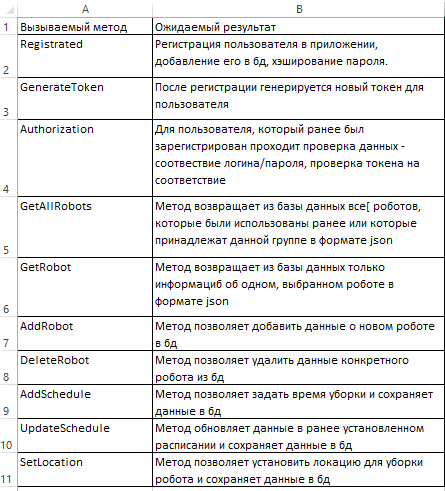 A B
1 Вызываемый метод Ожидаемый результат
Registrated Регистрация пользователя в приложении,
2 добавление его в бд, хэширование пароля.
GenerateToken После регистрации генерируется новый токен для
3 пользователя
Authorization Для пользователя, который ранее был
зарегистрирован проходит проверка данных -
соотвествие логина/пароля, проверка токена на
4 соответствие
GetAllRobots Метод возвращает из базы данных все[ роботов,
которые были использованы ранее или которые
5 принадлежат данной группе в формате json
GetRobot Метод возвращает из базы данных только
информациб об одном, выбранном роботе в
6 формате json
AddRobot Метод позволяет добавить данные о новом роботе
7 в бд
DeleteRobot Метод позволяет удалить данные конкретного
8 робота из бд
AddSchedule Метод позволяет задать время уборки и сохраняет
9 данные в бд
UpdateSchedule Метод обновляет данные в ранее установленном
10 расписании и сохраняет данные в бд
SetLocation Метод позволяет установить локацию для уборки
11 робота и сохраняет данные в бд